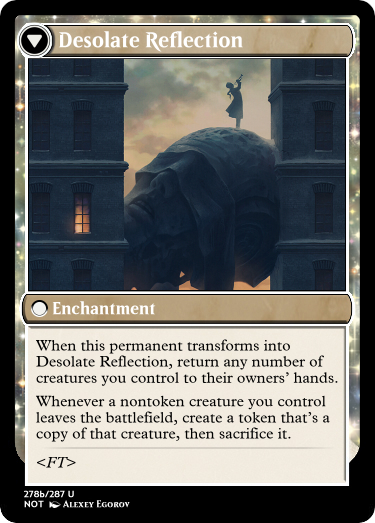 Desolate Reflection
Enchantment
When this permanent transforms into
Desolate Reflection, return any number of
creatures you control to their owners' hands.
Whenever a nontoken creature you control
leaves the battlefield, create a token that's a
copy of that creature, then sacrifice it.
<FT>
278b/287 U
NOT Alexey Egorov